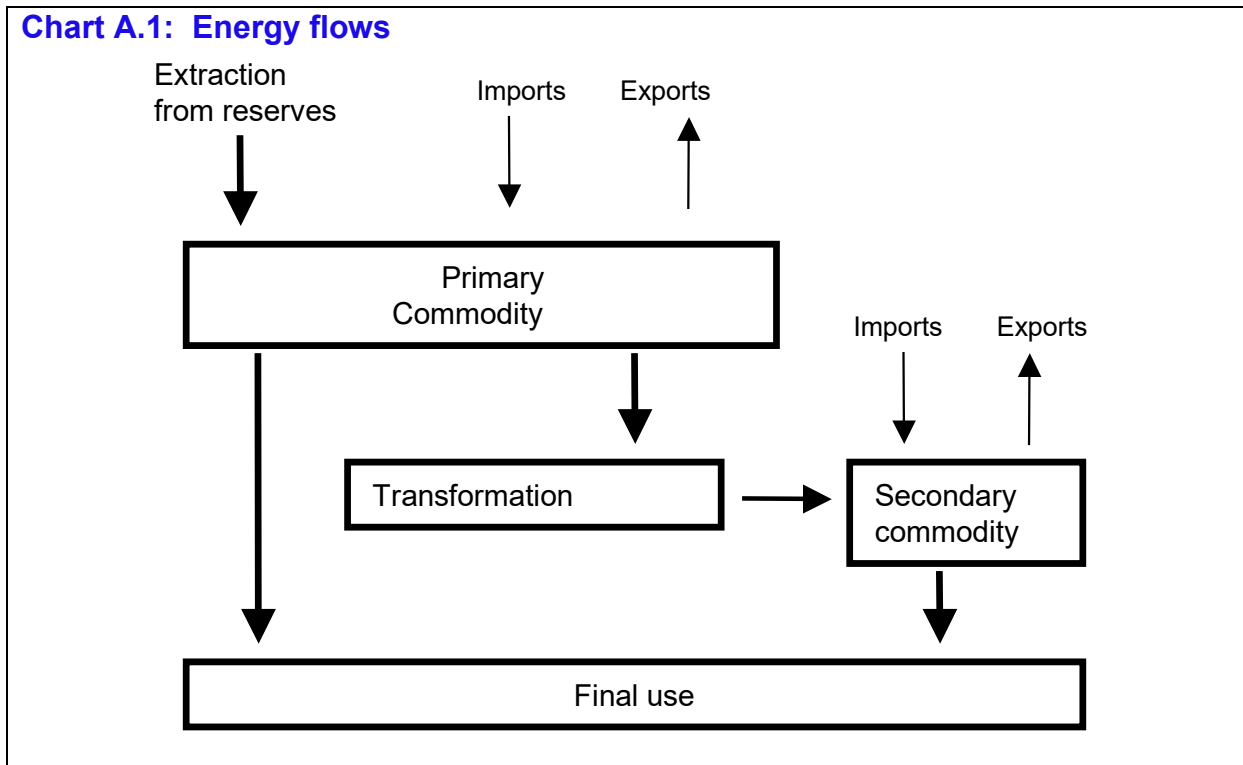 Chart A.1: Energy flows
Extraction
from reserves
Imports
Exports
Primary
Commodity
Imports
Exports
Transformation
Secondary
commodity
Final use